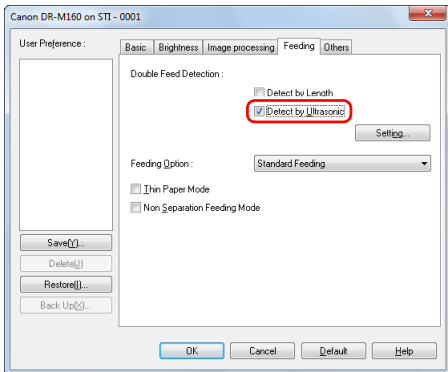 Canon DR-M160 on STI - 0001
User Preference :
Basic Brightness Image processing Feeding Others
Double Feed Detection :
Detect by Length
Detect by Ultrasonic
Setting...
Feeding Option : Standard Feeding
Thin Paper Mode
Non Separation Feeding Mode
Save(Y)...
Delete(J)
Restore(I)...
Back Up(X)...
OK Cancel Default Help